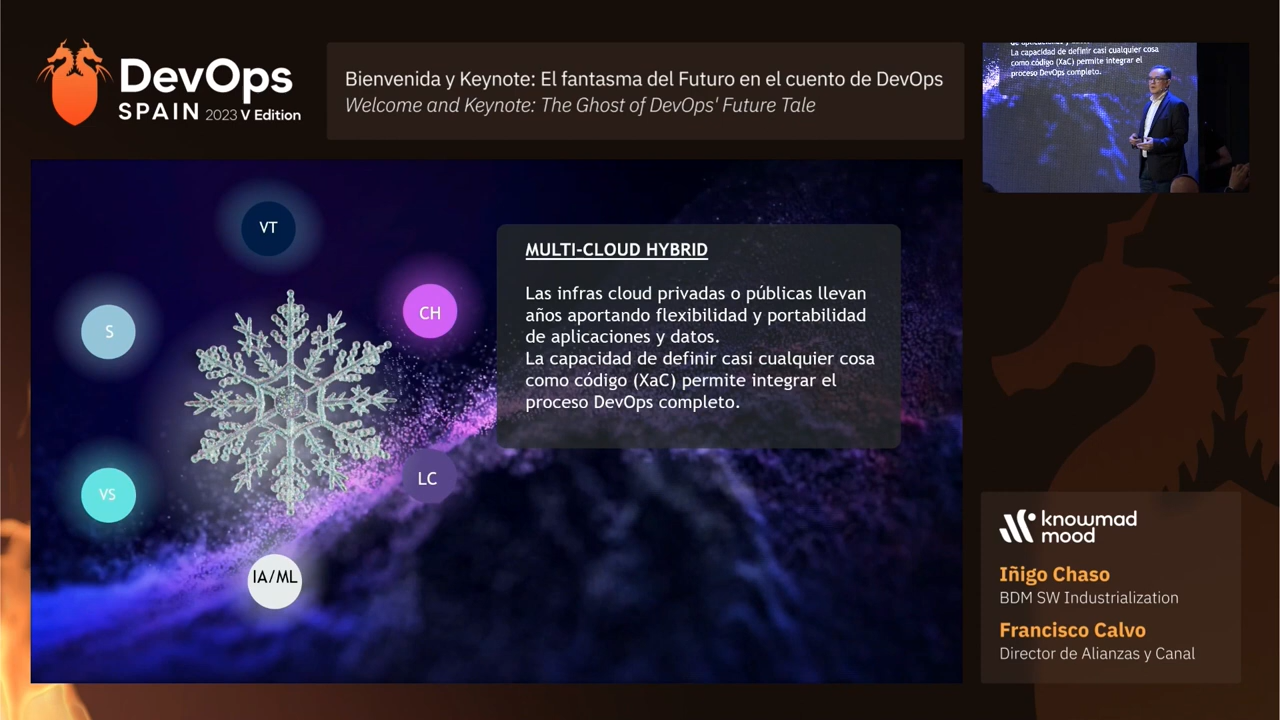 DevOps
SPAIN 2023 V Edition
Bienvenida y Keynote: El fantasma del Futuro en el cuento de DevOps
Welcome and Keynote: The Ghost of DevOps' Future Tale
La capacidad de definir casi cualquier cosa
como código (XaC) permite integrar el
proceso DevOps completo.
VT
CH
S
VS
LC
IA/ML
MULTI-CLOUD HYBRID
Las infras cloud privadas o públicas llevan
años aportando flexibilidad y portabilidad
de aplicaciones y datos.
La capacidad de definir casi cualquier cosa
como código (XaC) permite integrar el
proceso DevOps completo.
knowmad
mood
Iñigo Chaso
BDM SW Industrialization
Francisco Calvo
Director de Alianzas y Canal